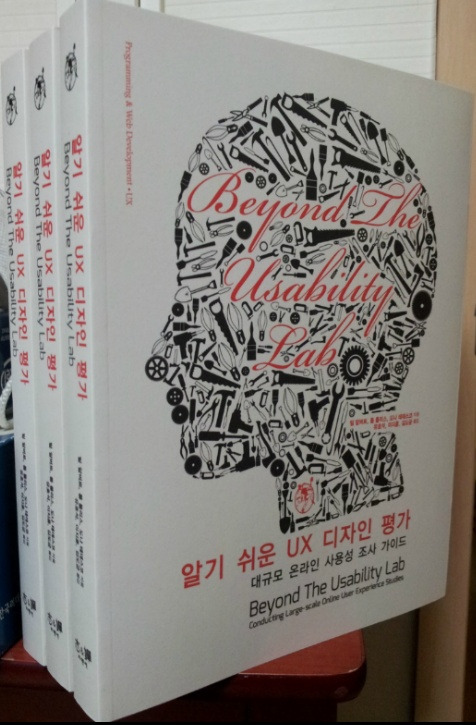 알기 쉬운 UX 디자인 평가
Beyond The Usability Lab
알기 쉬운 UX 디자인 평가
Beyond The Usability Lab
알기 쉬운 UX 디자인 평가
Beyond The Usability Lab
Programming & Web Development • UX
Beyond The
Usability
Lab
알기 쉬운 UX 디자인 평가
대규모 온라인 사용성 조사 가이드
Beyond The Usability Lab
Conducting Large-scale Online User Experience Studies